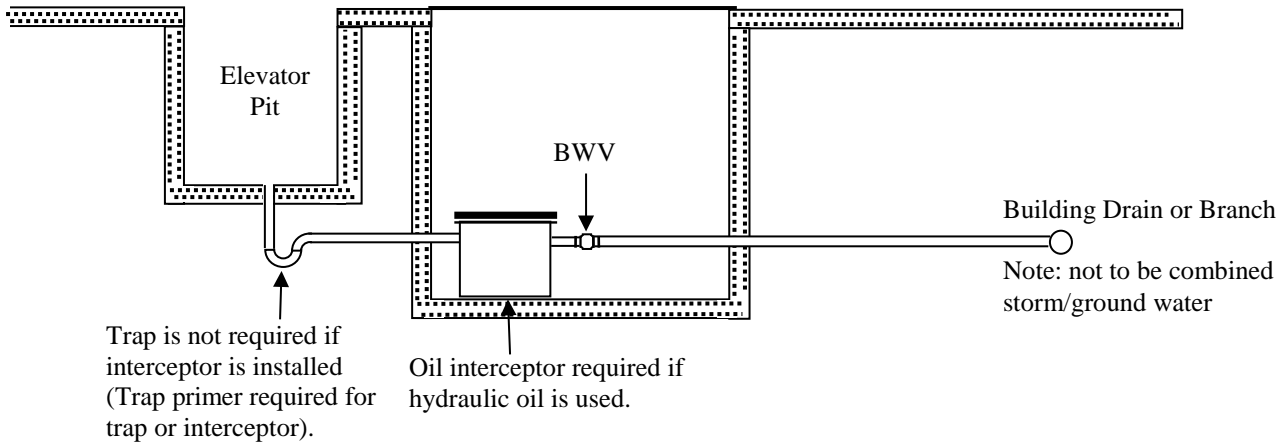 Elevator
Pit
BWV
Building Drain or Branch
Note: not to be combined
storm/ground water
Trap is not required if
interceptor is installed
(Trap primer required for
trap or interceptor).
Oil interceptor required if
hydraulic oil is used.